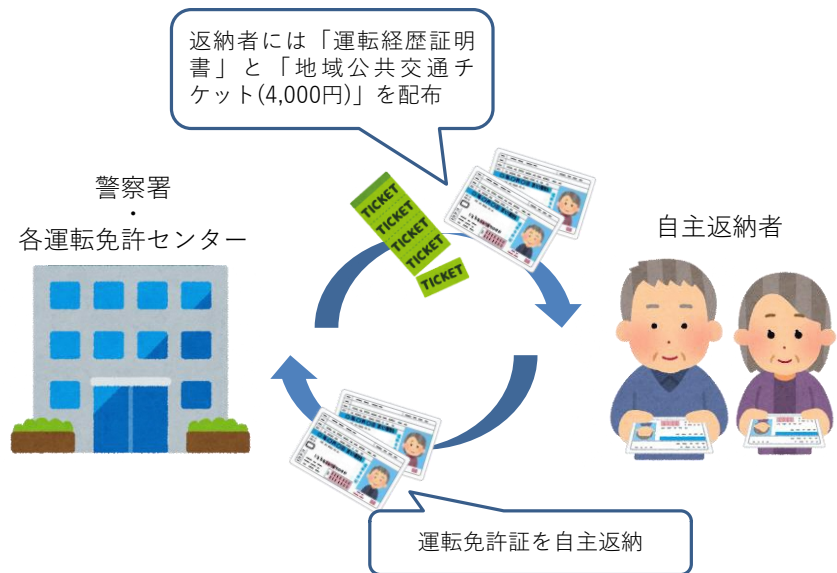 返納者には「運転経歴証明
書」と「地域公共交通チ
ケット(4,000円)」を配布
警察署
・
各運転免許センター
自主返納者
TICKET
TICKET
TICKET
TICKET
TICKET
運転免許証を自主返納